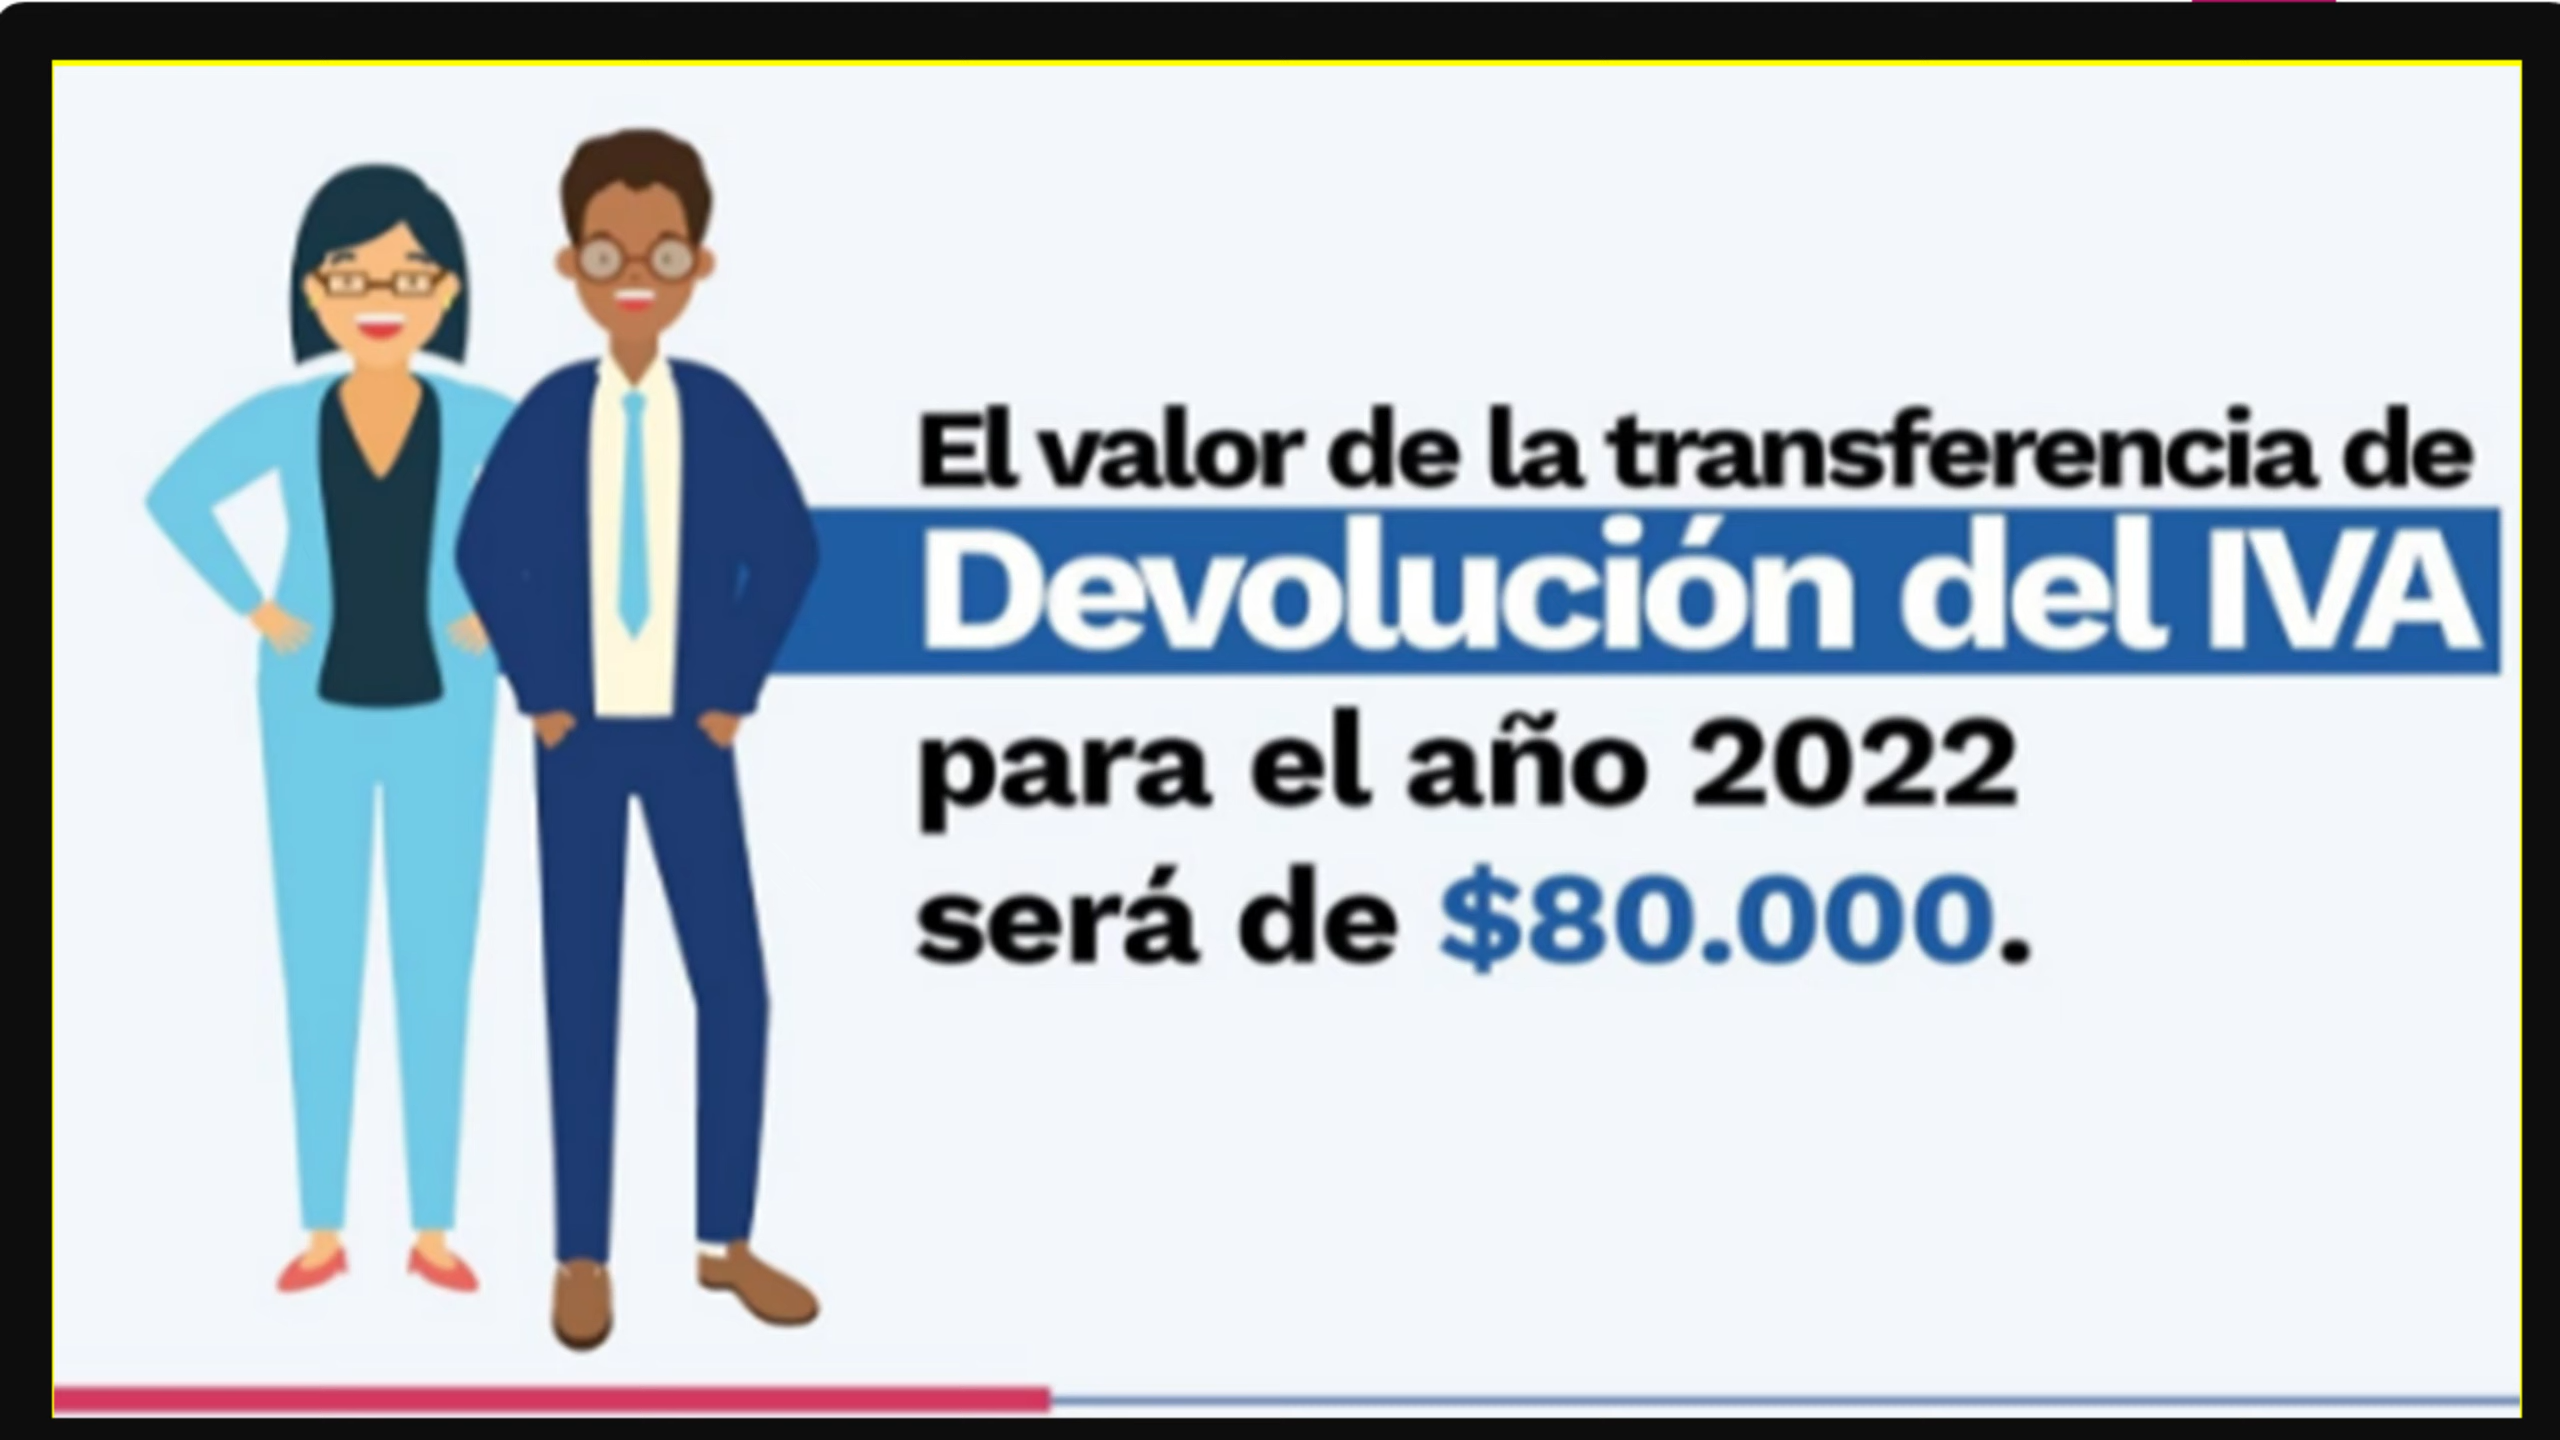 El valor de la transferencia de
Devolución del IVA
para el año 2022
será de $80.000.